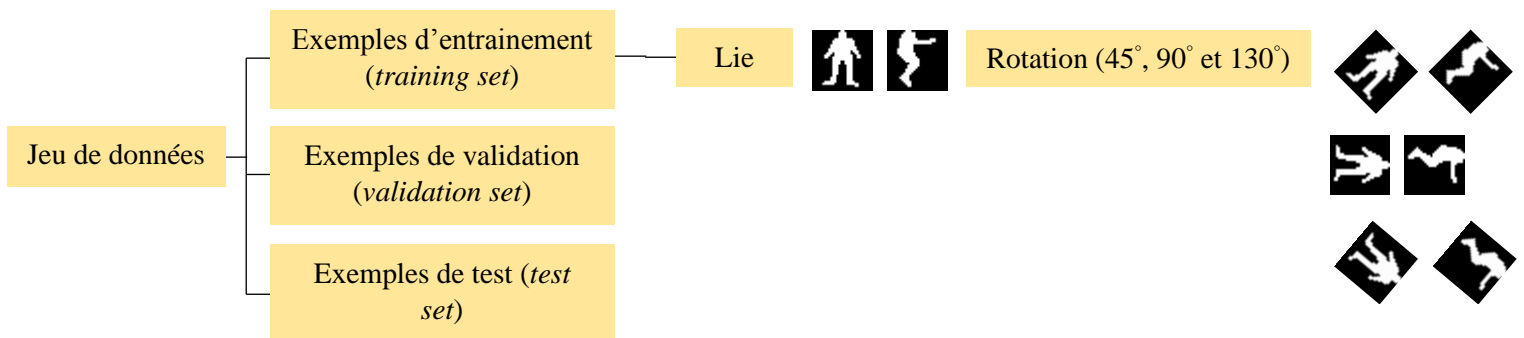 Jeu de données
Exemples d’entrainement
(training set)
Exemples de validation
(validation set)
Exemples de test (test
set)
Lie
Rotation (45°, 90° et 130°)